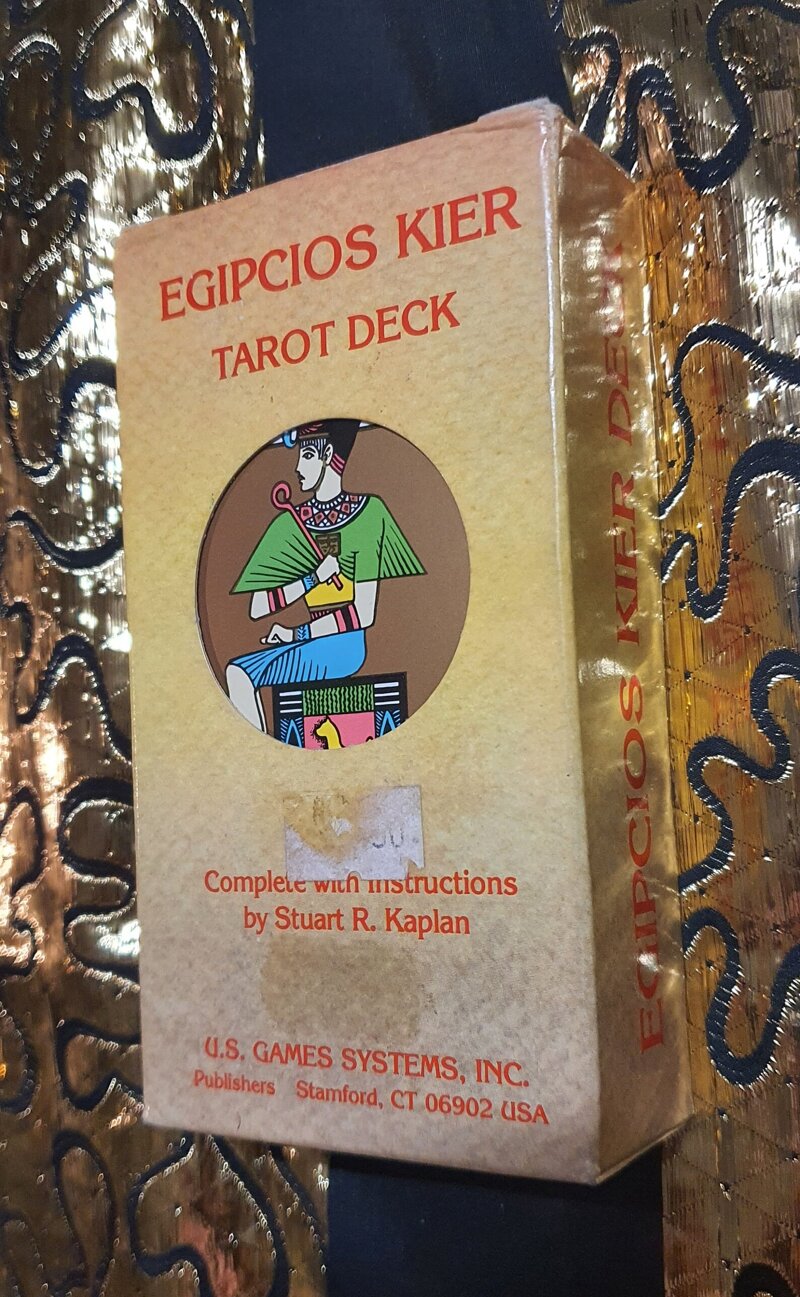 EGIPCIOS KIER
TAROT DECK
Complete with Instructions
by Stuart R. Kaplan
U.S. GAMES SYSTEMS, INC.
Publishers Stamford, CT 06902 USA
EGIPCIOS KIER DECK